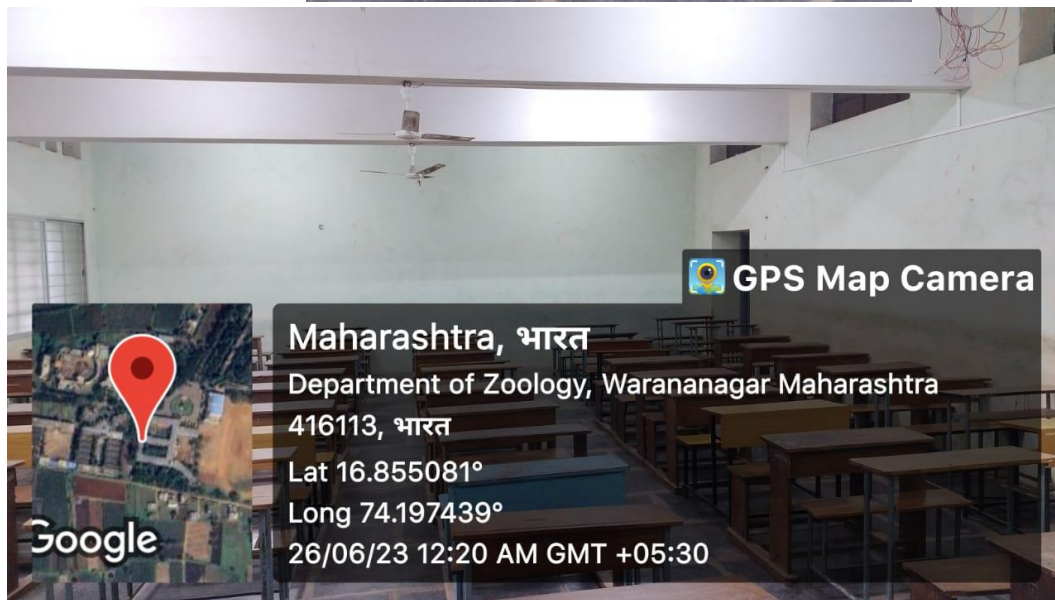 GPS Map Camera
Maharashtra, भारत
Department of Zoology, Warananagar Maharashtra
416113, भारत
Lat 16.855081°
Long 74.197439°
26/06/23 12:20 AM GMT +05:30
Google